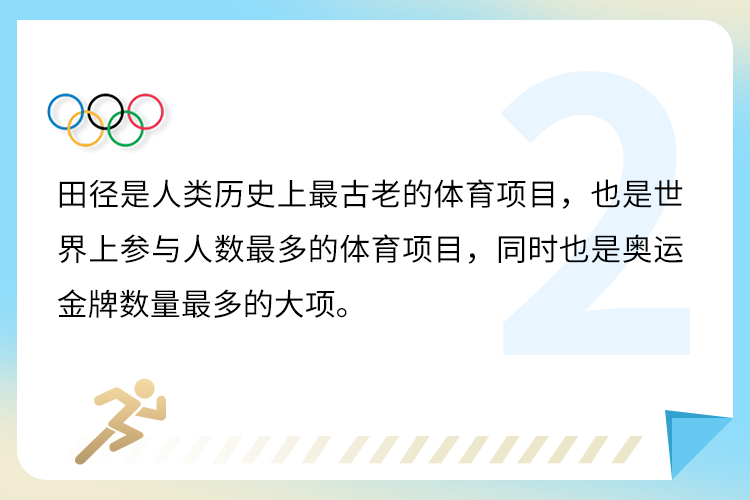 2
田径是人类历史上最古老的体育项目，也是世
界上参与人数最多的体育项目，同时也是奥运
金牌数量最多的大项。